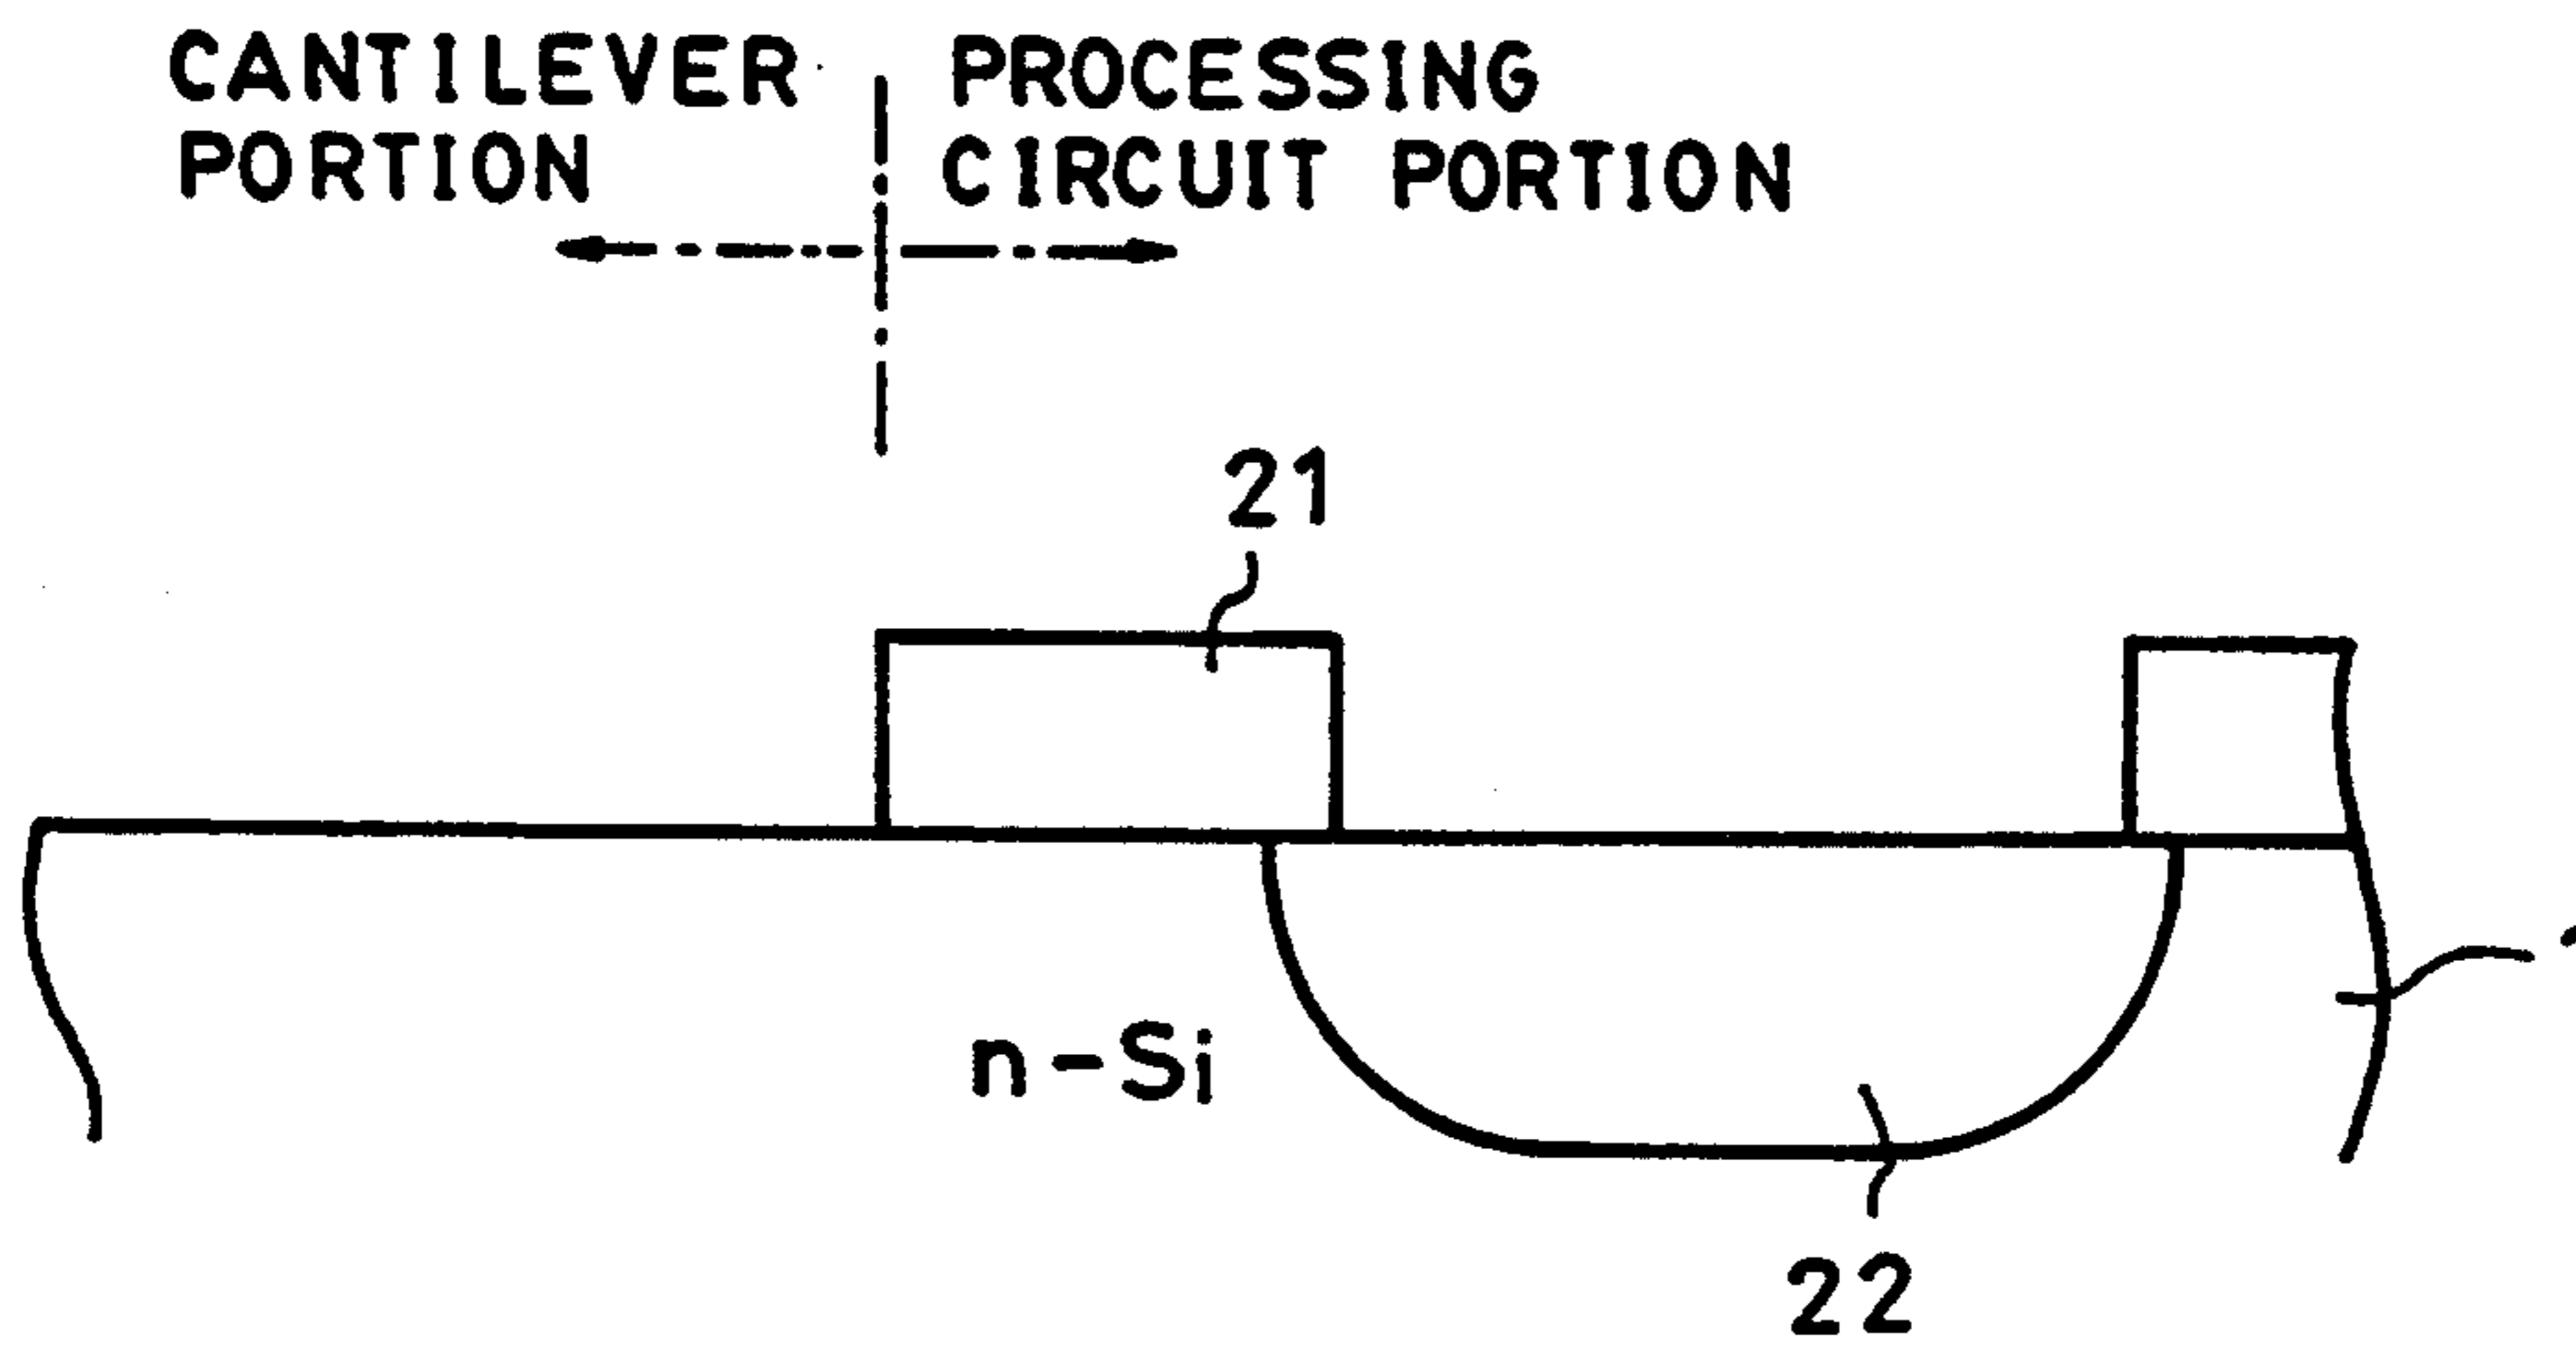 CANTILEVER
PORTION
PROCESSING
CIRCUIT PORTION
21
n-Si
22